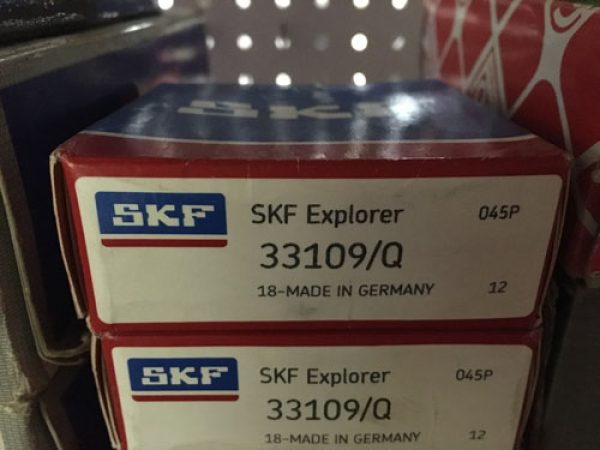 SKF
SKF
SKF Explorer
045P
33109/Q
18-MADE IN GERMANY
12
SKF
SKF Explorer
045P
33109/Q
18-MADE IN GERMANY
12